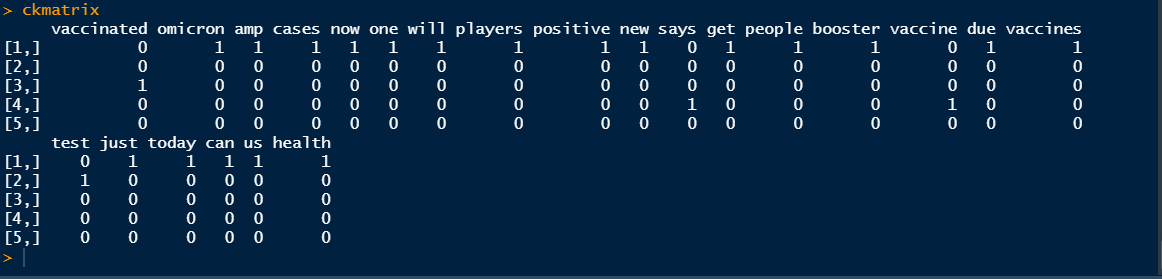 > ckmatrix
vaccinated omicron amp cases now one will players positive new says get people booster vaccine due vaccines
[1,] 0 1 1 1 1 1 1 1 1 1 0 1 1 1 0 1 1
[2,] 0 0 0 0 0 0 0 0 0 0 0 0 0 0 0 0 0
[3,] 1 0 0 0 0 0 0 0 0 0 0 0 0 0 0 0 0
[4,] 0 0 0 0 0 0 0 0 0 0 1 0 0 0 1 0 0
[5,] 0 0 0 0 0 0 0 0 0 0 0 0 0 0 0 0 0
test just today can us health
[1,] 0 1 1 1 1 1
[2,] 1 0 0 0 0 0
[3,] 0 0 0 0 0 0
[4,] 0 0 0 0 0 0
[5,] 0 0 0 0 0 0
>